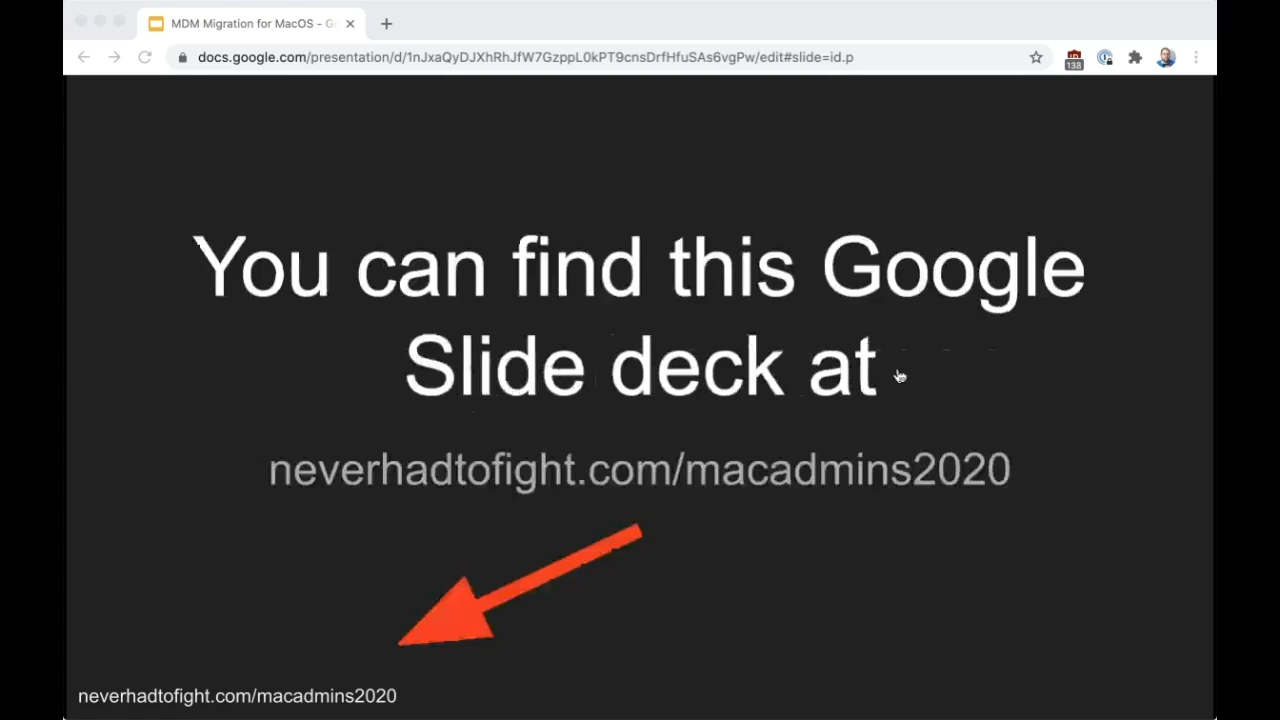 MDM Migration for MacOS - G
docs.google.com/presentation/d/1nJxaQyDJXhRhJfW7GzppL0kPT9cnsDrfHfuSAs6vgPw/edit#slide=id.p
138
You can find this Google
Slide deck at
neverhadtofight.com/macadmins2020
neverhadtofight.com/macadmins2020